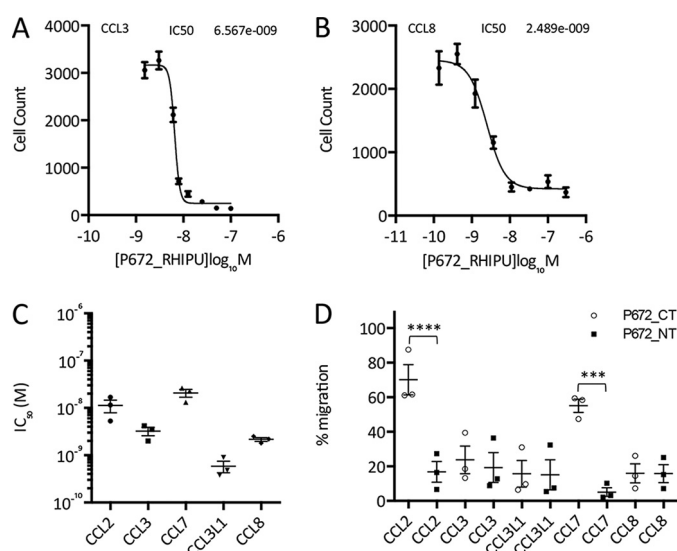 A
CCL3 IC50 6.567e-009
4000
3000
2000
1000
0
Cell Count
-10 -9 -8 -7 -6
[P672_RHIPU]log10M
B
CCL8 IC50 2.489e-009
3000
2000
1000
0
Cell Count
-11 -10 -9 -8 -7 -6
[P672_RHIPU]log10M
C
10-6
10-7
10-8
10-9
10-10
IC50 (M)
CCL2 CCL3 CCL7 CCL3L1 CCL8
D
P672_CT
P672_NT
100
80
60
40
20
0
% migration
**** ***
CCL2 CCL2 CCL3 CCL3 CCL3L1 CCL3L1 CCL7 CCL7 CCL8 CCL8